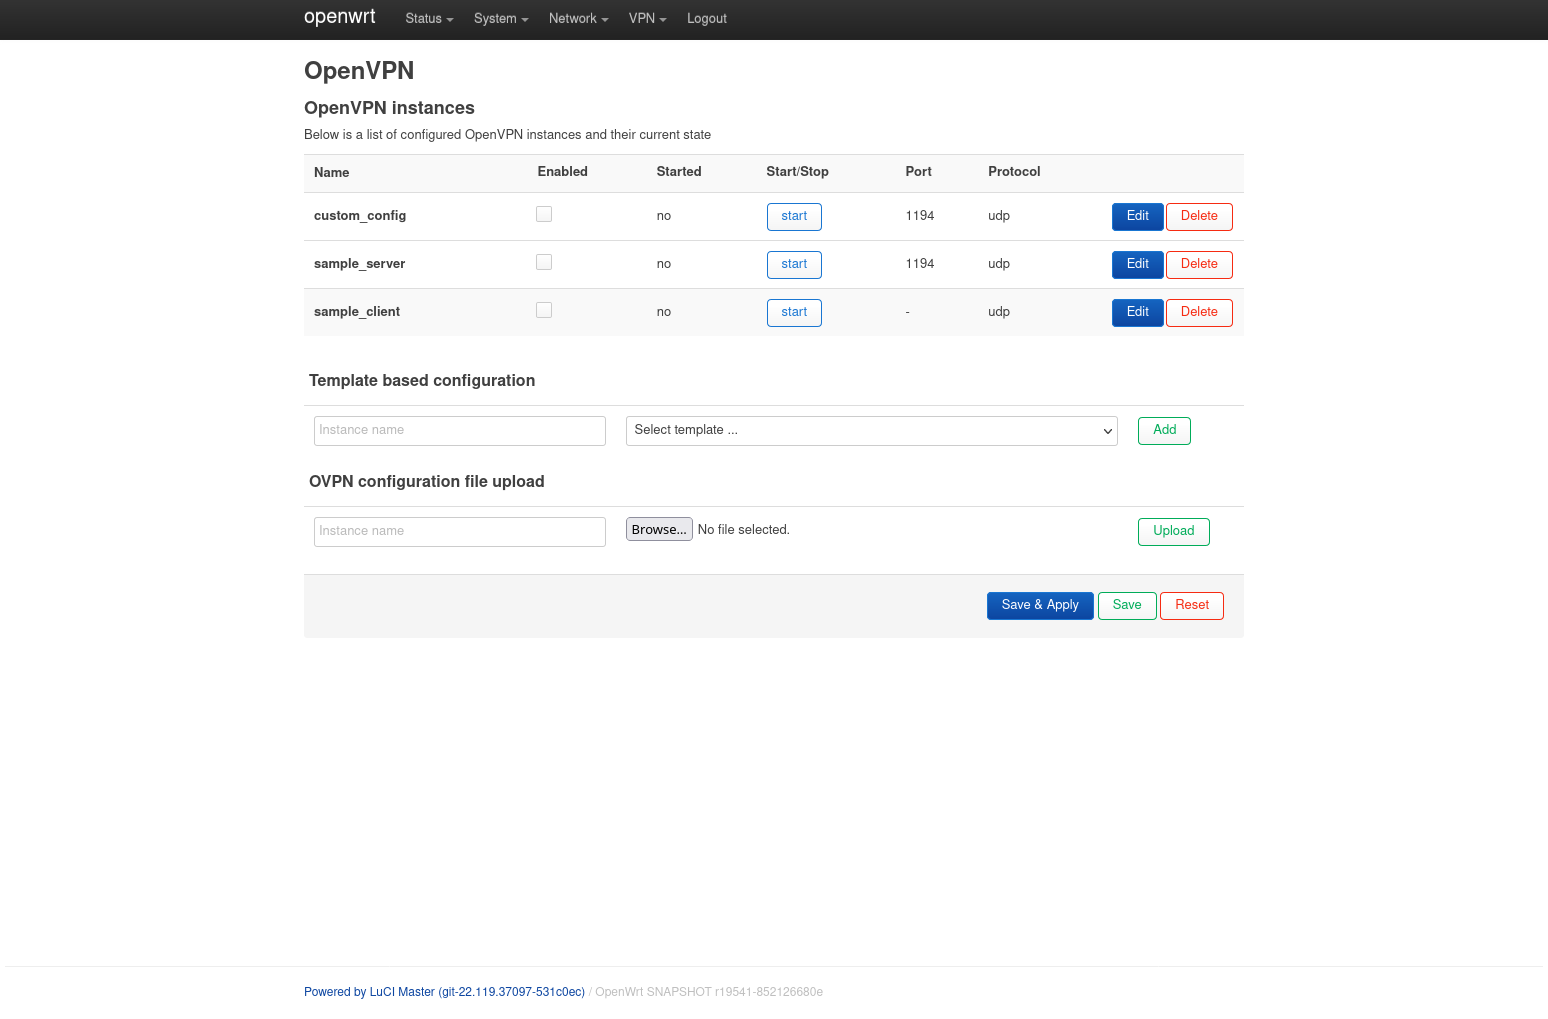 openwrt Status System Network VPN Logout
OpenVPN
OpenVPN instances
Below is a list of configured OpenVPN instances and their current state
Name Enabled Started Start/Stop Port Protocol
custom_config no start 1194 udp Edit Delete
sample_server no start 1194 udp Edit Delete
sample_client no start - udp Edit Delete
Template based configuration
Instance name Select template ... Add
OVPN configuration file upload
Instance name Browse... No file selected. Upload
Save & Apply Save Reset
Powered by LuCI Master (git-22.119.37097-531c0ec) / OpenWrt SNAPSHOT r19541-852126680e